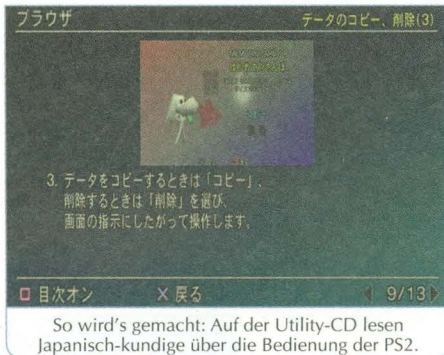 ブラウザ
データのコピー、削除(3)
3. データをコピーするときは「コピー」、
削除するときは「削除」を選び、
画面の指示にしたがって操作します。
目次オン
戻る
9/13
So wird's gemacht: Auf der Utility-CD lesen
Japanisch-kundige über die Bedienung der PS2.